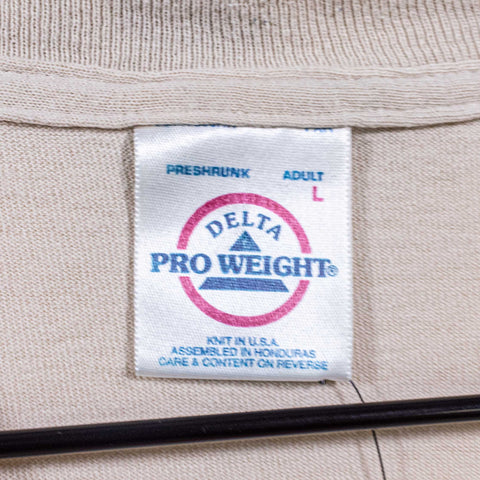 PRESHRUNK ADULT
L
DELTA
PRO WEIGHT®
KNIT IN U.S.A.
ASSEMBLED IN HONDURAS
CARE & CONTENT ON REVERSE